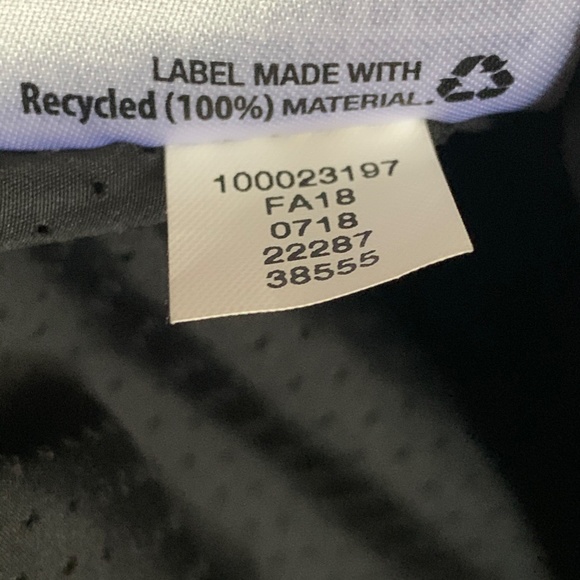 LABEL MADE WITH
Recycled (100%) MATERIAL.
100023197
FA18
0718
22287
38555